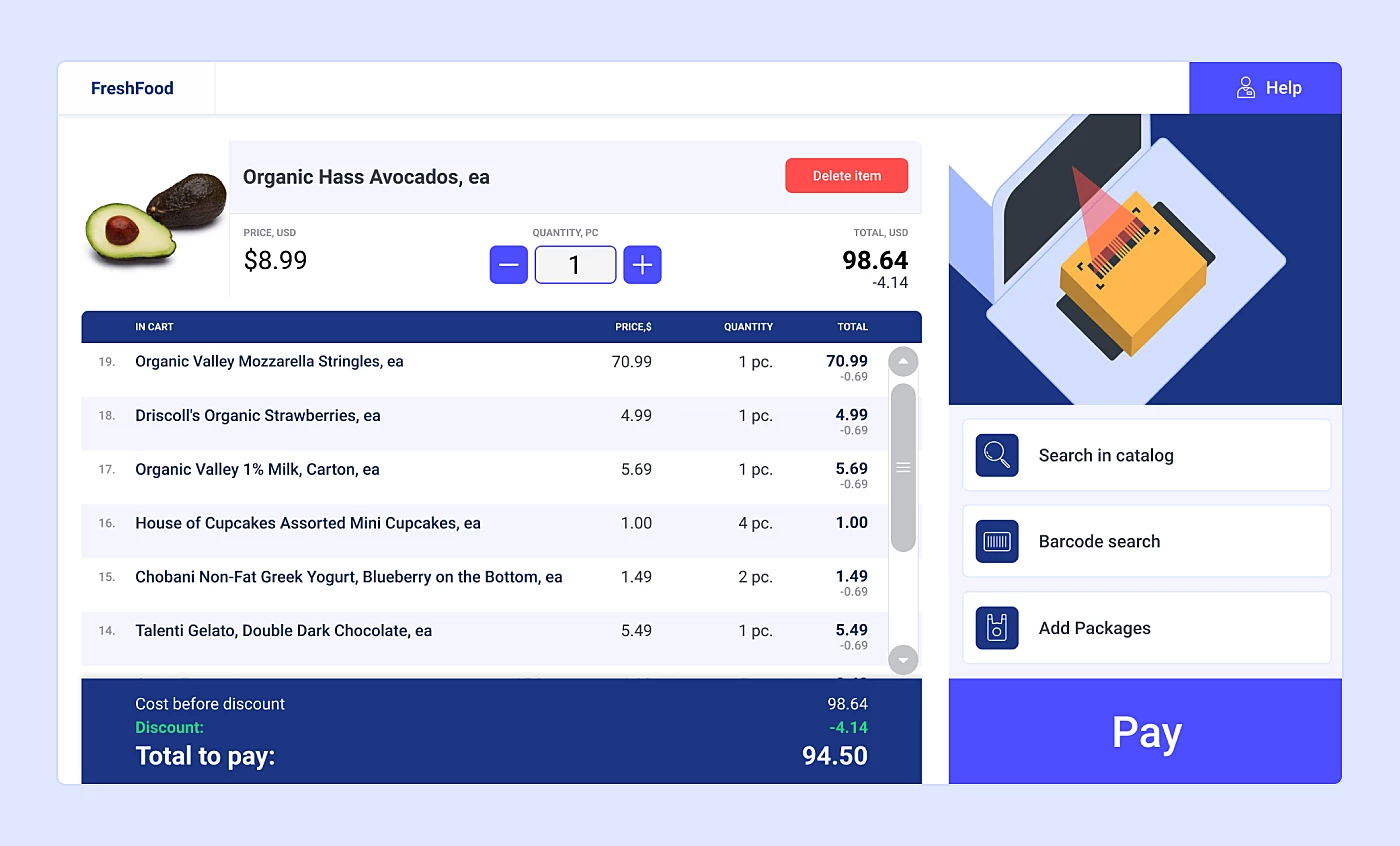 FreshFood
Help
Organic Hass Avocados, ea
Delete item
PRICE, USD
QUANTITY, PC
TOTAL, USD
$8.99
1
98.64
-4.14
IN CART PRICE,$ QUANTITY TOTAL
19. Organic Valley Mozzarella Stringles, ea 70.99 1 pc. 70.99
-0.69
18. Driscoll's Organic Strawberries, ea 4.99 1 pc. 4.99
-0.69
17. Organic Valley 1% Milk, Carton, ea 5.69 1 pc. 5.69
-0.69
16. House of Cupcakes Assorted Mini Cupcakes, ea 1.00 4 pc. 1.00
15. Chobani Non-Fat Greek Yogurt, Blueberry on the Bottom, ea 1.49 2 pc. 1.49
-0.69
14. Talenti Gelato, Double Dark Chocolate, ea 5.49 1 pc. 5.49
-0.69
Cost before discount 98.64
Discount: -4.14
Total to pay: 94.50
Search in catalog
Barcode search
Add Packages
Pay